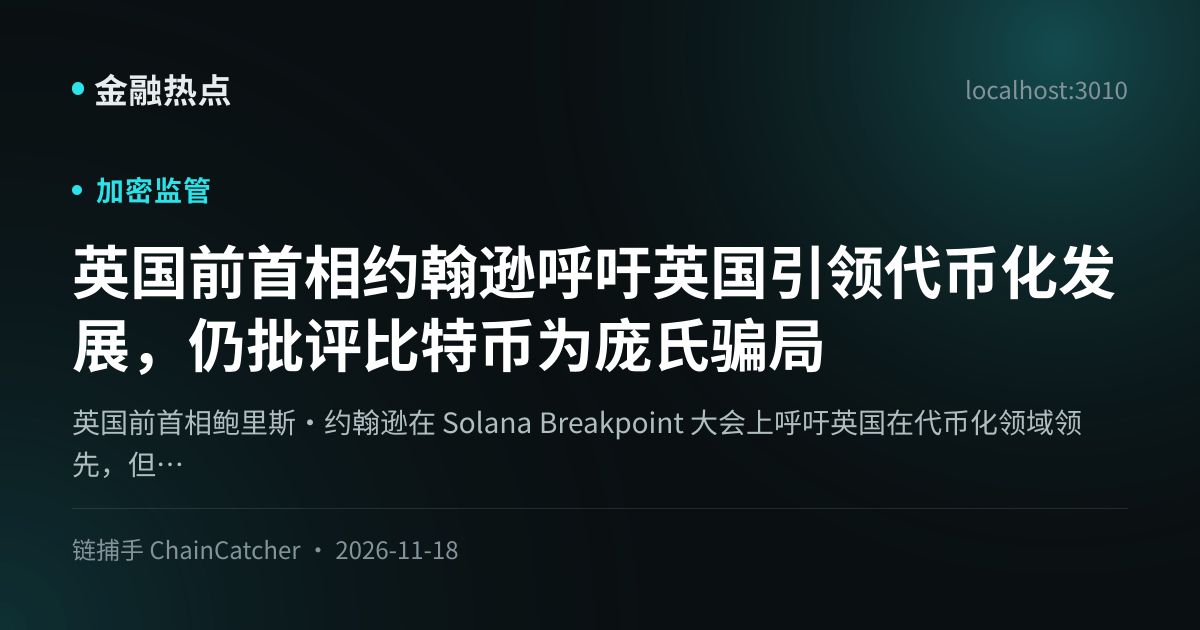 金融热点
localhost:3010
加密监管
英国前首相约翰逊呼吁英国引领代币化发
展，仍批评比特币为庞氏骗局
英国前首相鲍里斯・约翰逊在 Solana Breakpoint 大会上呼吁英国在代币化领域领
先，但…
链捕手 ChainCatcher ・ 2026-11-18